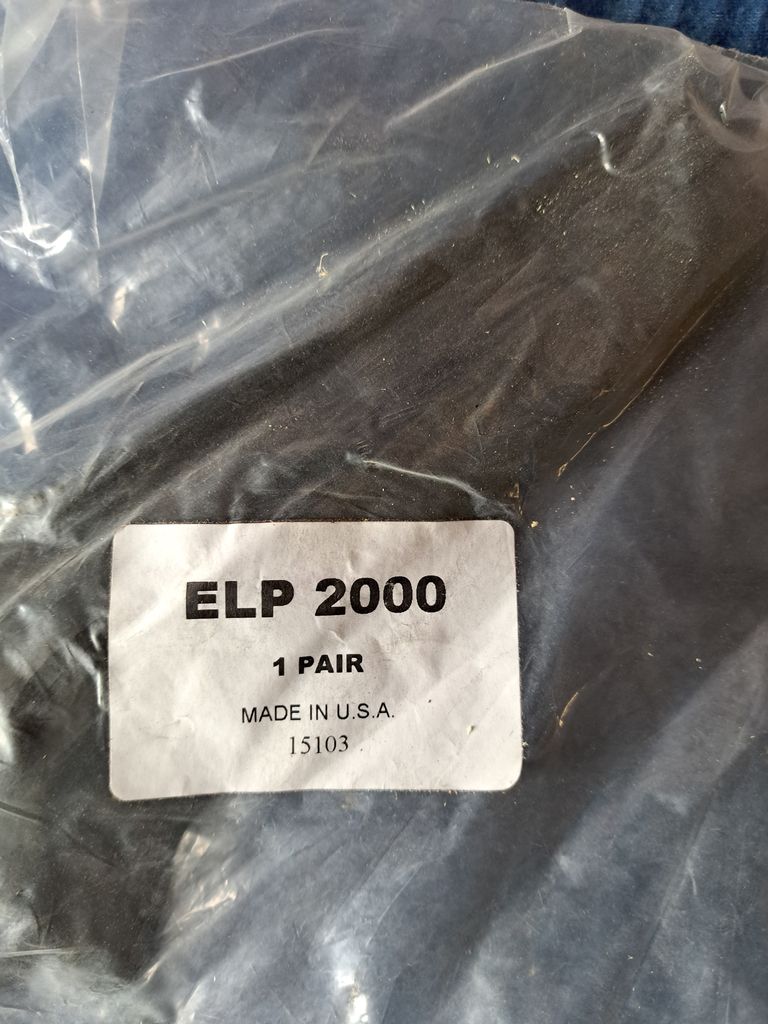 ELP 2000
1 PAIR
MADE IN U.S.A.
15103